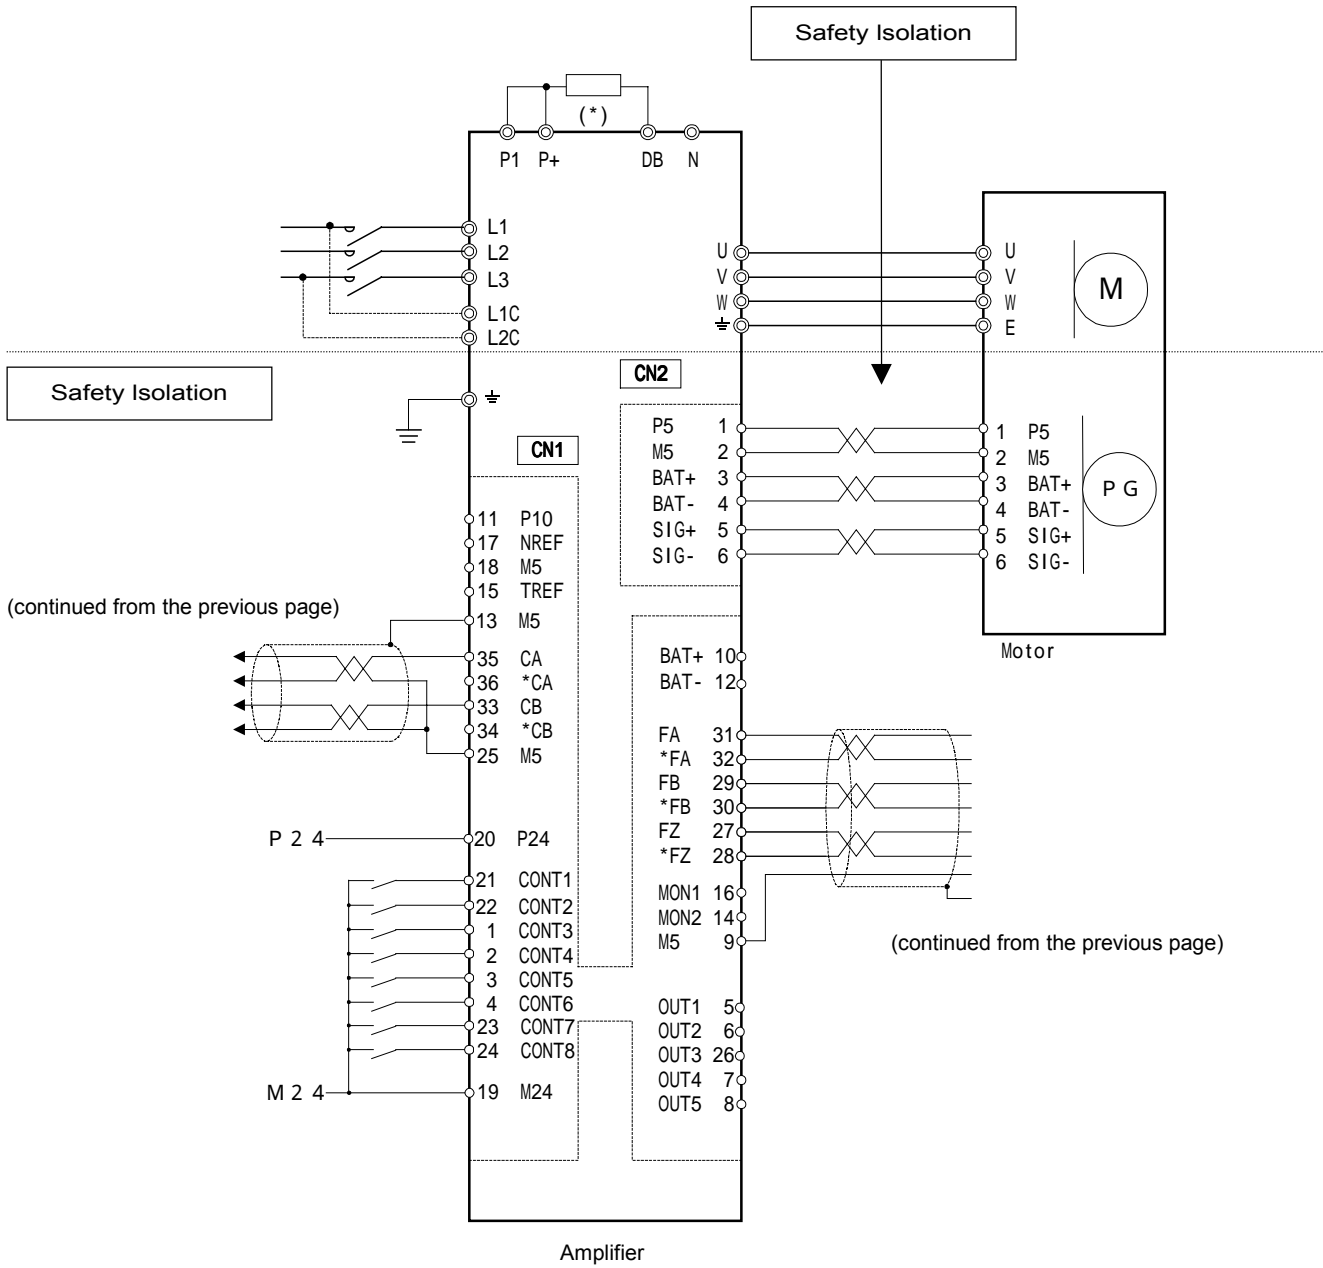 Safety Isolation
(*)
P1 P+ DB N
L1
L2
L3
L1C
L2C
U
V
W
U
V
W
E
M
Safety Isolation
CN2
P5 1
M5 2
BAT+ 3
BAT- 4
SIG+ 5
SIG- 6
1 P5
2 M5
3 BAT+
4 BAT-
5 SIG+
6 SIG-
P G
Motor
CN1
11 P10
17 NREF
18 M5
15 TREF
(continued from the previous page)
13 M5
35 CA
36 *CA
33 CB
34 *CB
25 M5
P 2 4
20 P24
21 CONT1
22 CONT2
1 CONT3
2 CONT4
3 CONT5
4 CONT6
23 CONT7
24 CONT8
M 2 4
19 M24
BAT+ 10
BAT- 12
FA 31
*FA 32
FB 29
*FB 30
FZ 27
*FZ 28
MON1 16
MON2 14
M5 9
(continued from the previous page)
OUT1 5
OUT2 6
OUT3 26
OUT4 7
OUT5 8
Amplifier